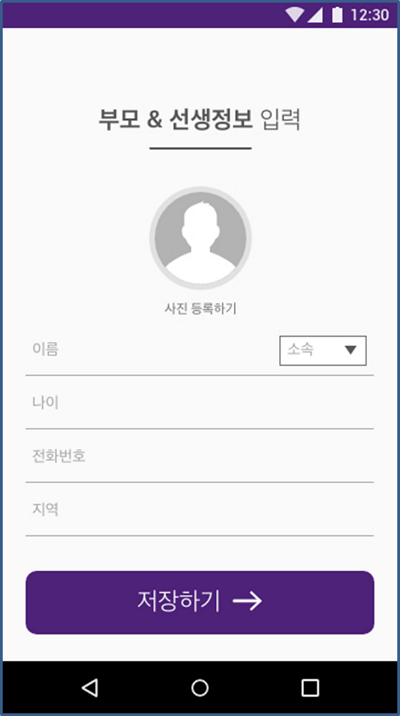 12:30
부모 & 선생정보 입력
사진 등록하기
이름 소속
나이
전화번호
지역
저장하기